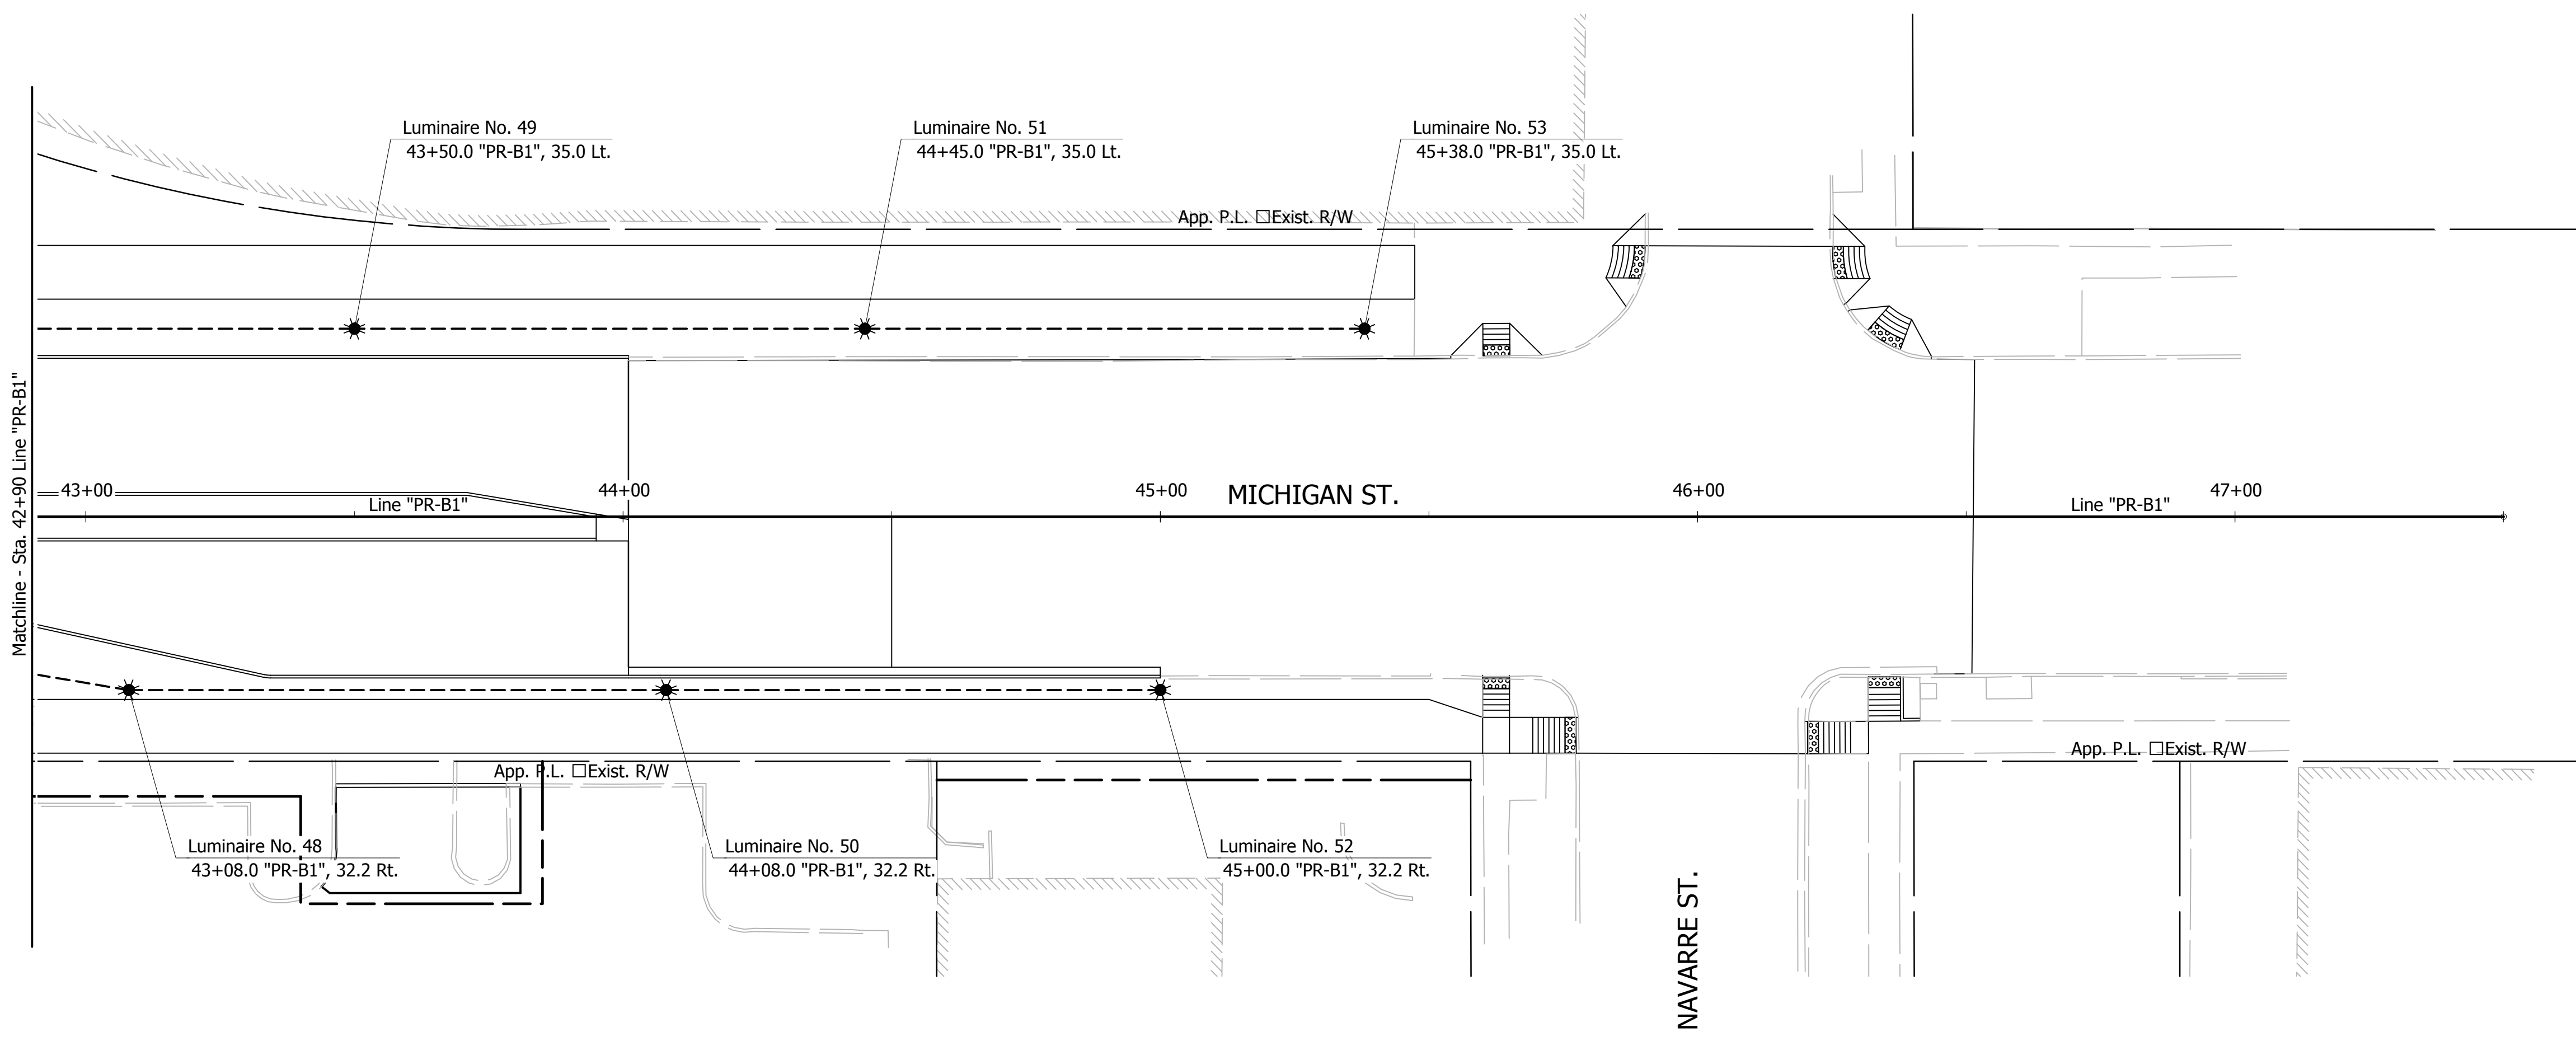 Luminaire No. 49
43+50.0 "PR-B1", 35.0 Lt.
Luminaire No. 51
44+45.0 "PR-B1", 35.0 Lt.
Luminaire No. 53
45+38.0 "PR-B1", 35.0 Lt.
App. P.L. □Exist. R/W
Matchline - Sta. 42+90 Line "PR-B1"
43+00
44+00
45+00
MICHIGAN ST.
46+00
47+00
Line "PR-B1"
Line "PR-B1"
App. P.L. □Exist. R/W
App. P.L. □Exist. R/W
Luminaire No. 48
43+08.0 "PR-B1", 32.2 Rt.
Luminaire No. 50
44+08.0 "PR-B1", 32.2 Rt.
Luminaire No. 52
45+00.0 "PR-B1", 32.2 Rt.
NAVARRE ST.